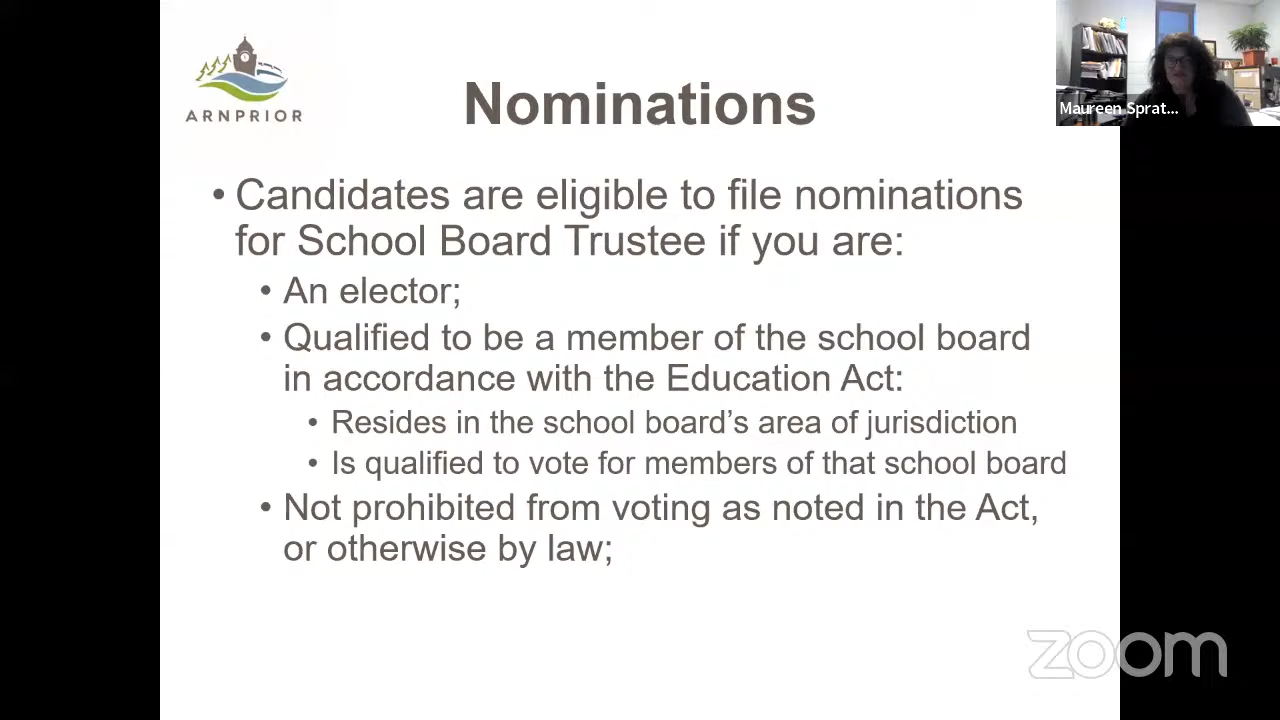 ARNPRIOR
Nominations
Maureen Sprat...
• Candidates are eligible to file nominations
for School Board Trustee if you are:
• An elector;
• Qualified to be a member of the school board
in accordance with the Education Act:
• Resides in the school board's area of jurisdiction
• Is qualified to vote for members of that school board
• Not prohibited from voting as noted in the Act,
or otherwise by law;
zoom